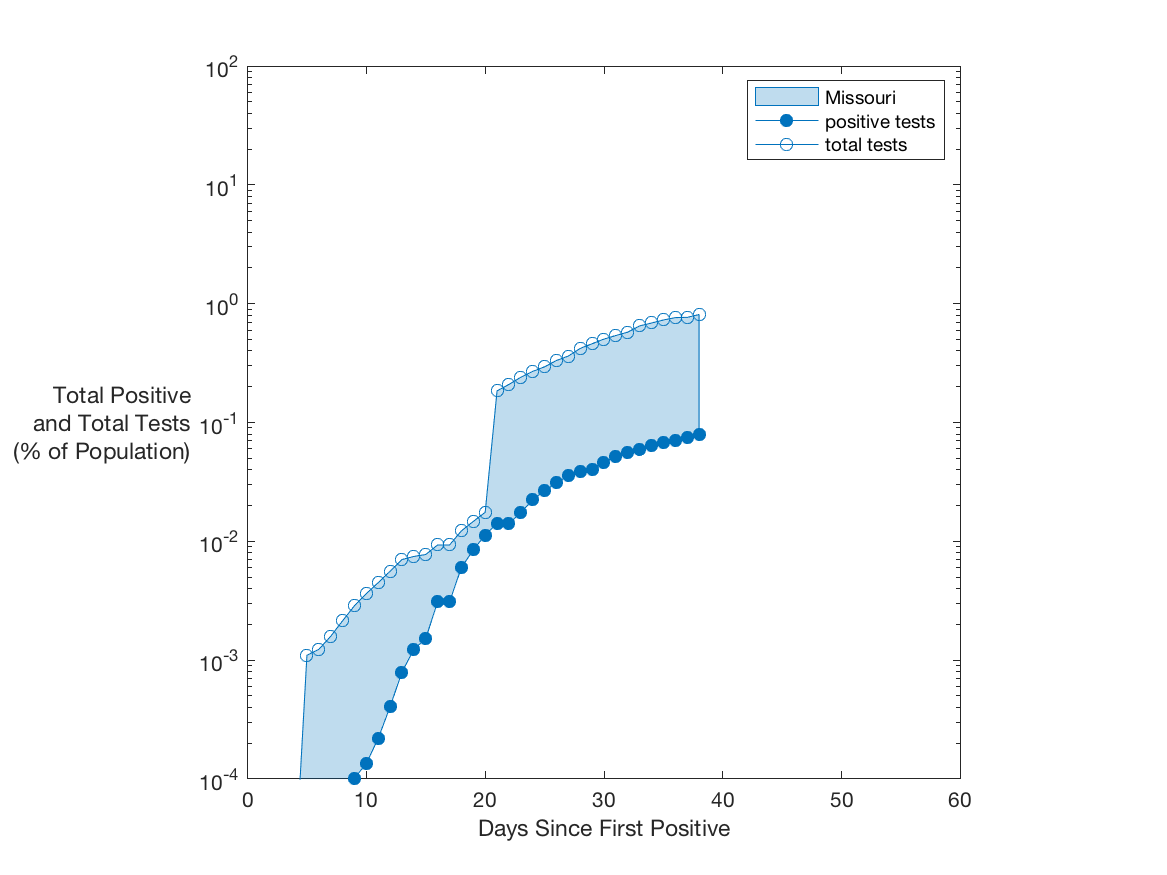 10^2
10^1
10^0
10^-1
10^-2
10^-3
10^-4
Total Positive
and Total Tests
(% of Population)
Missouri
positive tests
total tests
0 10 20 30 40 50 60
Days Since First Positive